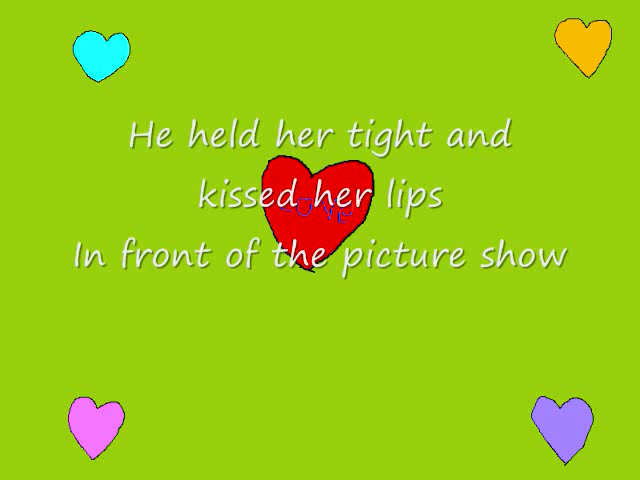 He held her tight and
kissed her lips
LOVE
In front of the picture show